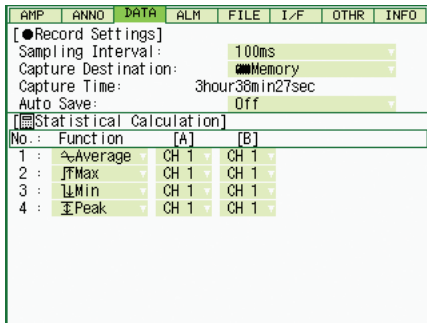 AMP ANNO DATA ALM FILE I/F OTHR INFO
[●Record Settings]
Sampling Interval: 100ms
Capture Destination: Memory
Capture Time: 3hour38min27sec
Auto Save: Off
[Statistical Calculation]
No.: Function [A] [B]
1 : Average CH 1 CH 1
2 : Max CH 1 CH 1
3 : Min CH 1 CH 1
4 : Peak CH 1 CH 1